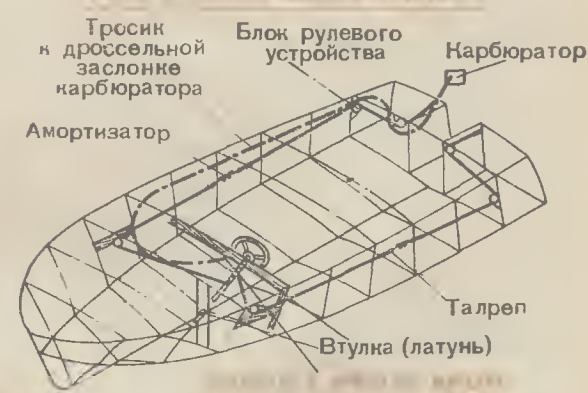 Тросик
к дроссельной
заслонке
карбюратора
Блок рулевого
устройства
Карбюратор
Амортизатор
Талреп
Втулка (латунь)